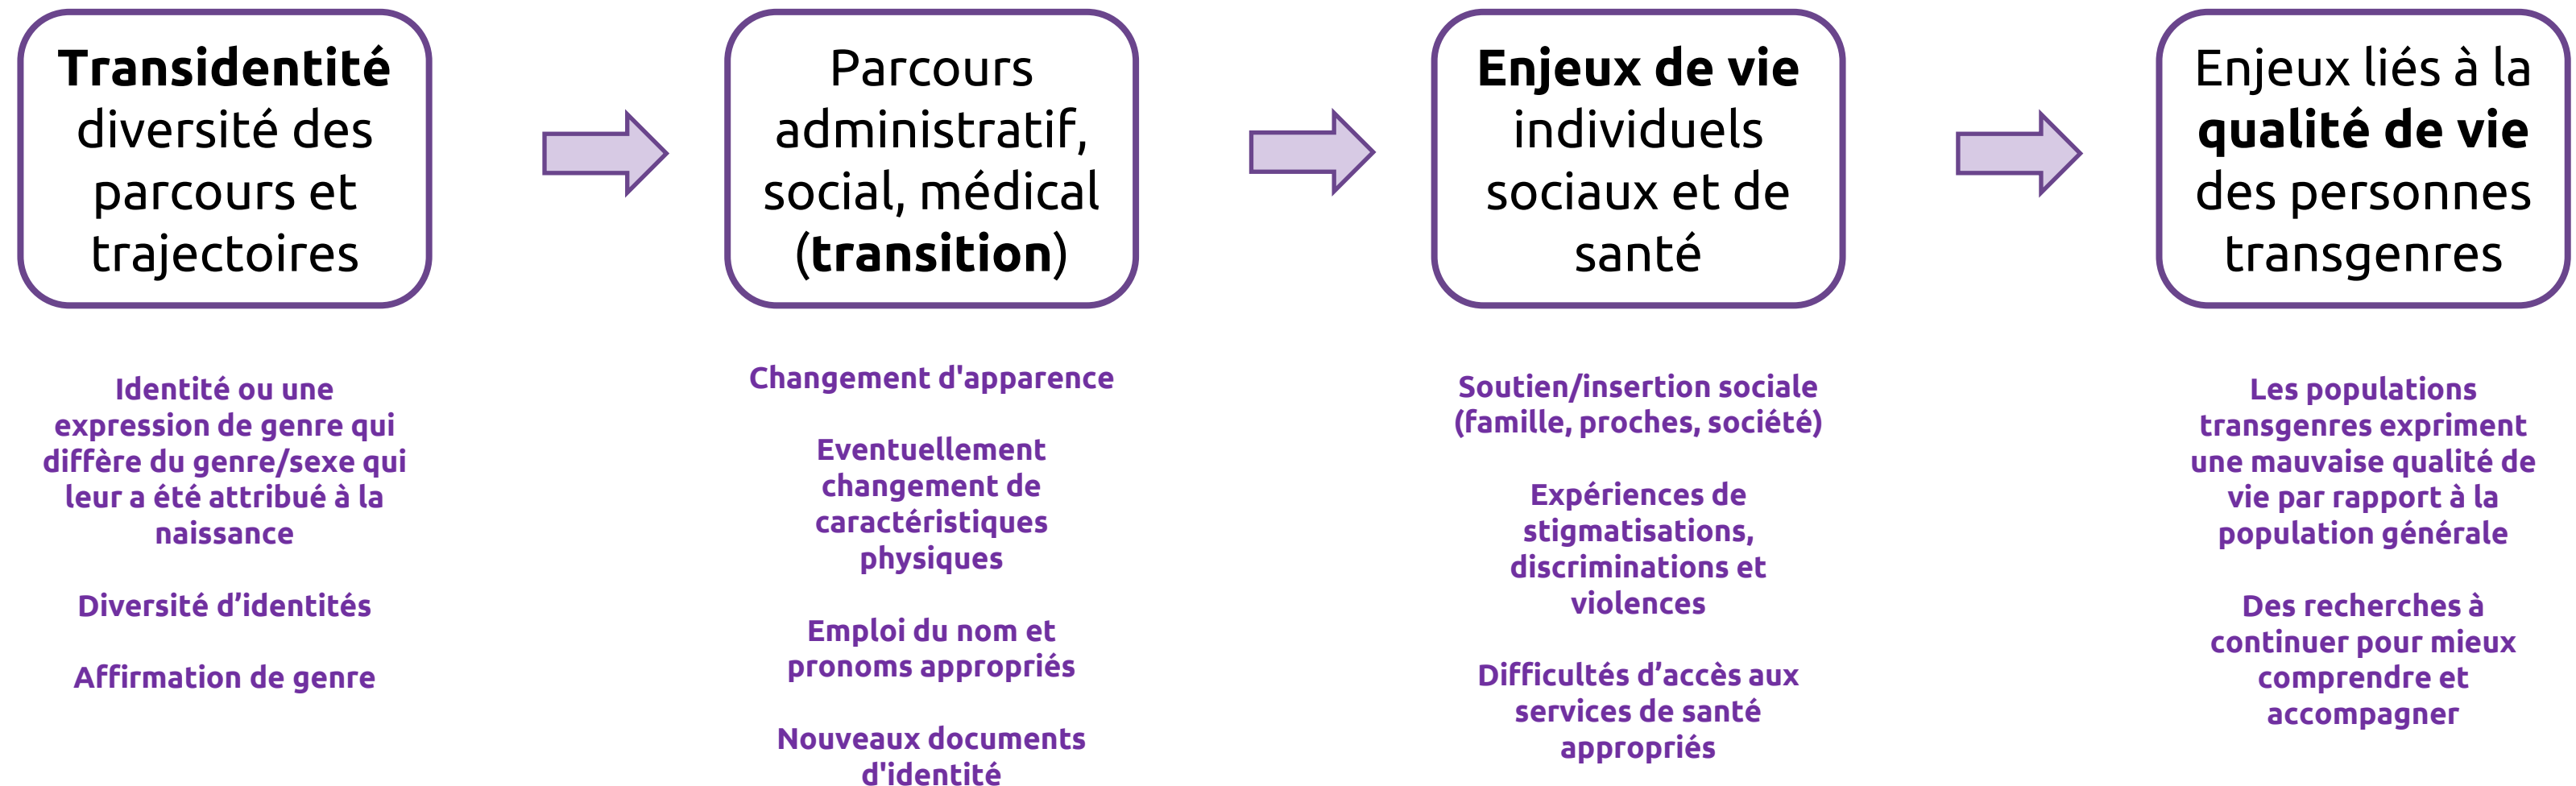 Transidentité
diversité des
parcours et
trajectoires
Parcours
administratif,
social, médical
(transition)
Enjeux de vie
individuels
sociaux et de
santé
Enjeux liés à la
qualité de vie
des personnes
transgenres
Identité ou une
expression de genre qui
diffère du genre/sexe qui
leur a été attribué à la
naissance
Diversité d’identités
Affirmation de genre
Changement d'apparence
Eventuellement
changement de
caractéristiques
physiques
Emploi du nom et
pronoms appropriés
Nouveaux documents
d'identité
Soutien/insertion sociale
(famille, proches, société)
Expériences de
stigmatisations,
discriminations et
violences
Difficultés d’accès aux
services de santé
appropriés
Les populations
transgenres expriment
une mauvaise qualité de
vie par rapport à la
population générale
Des recherches à
continuer pour mieux
comprendre et
accompagner